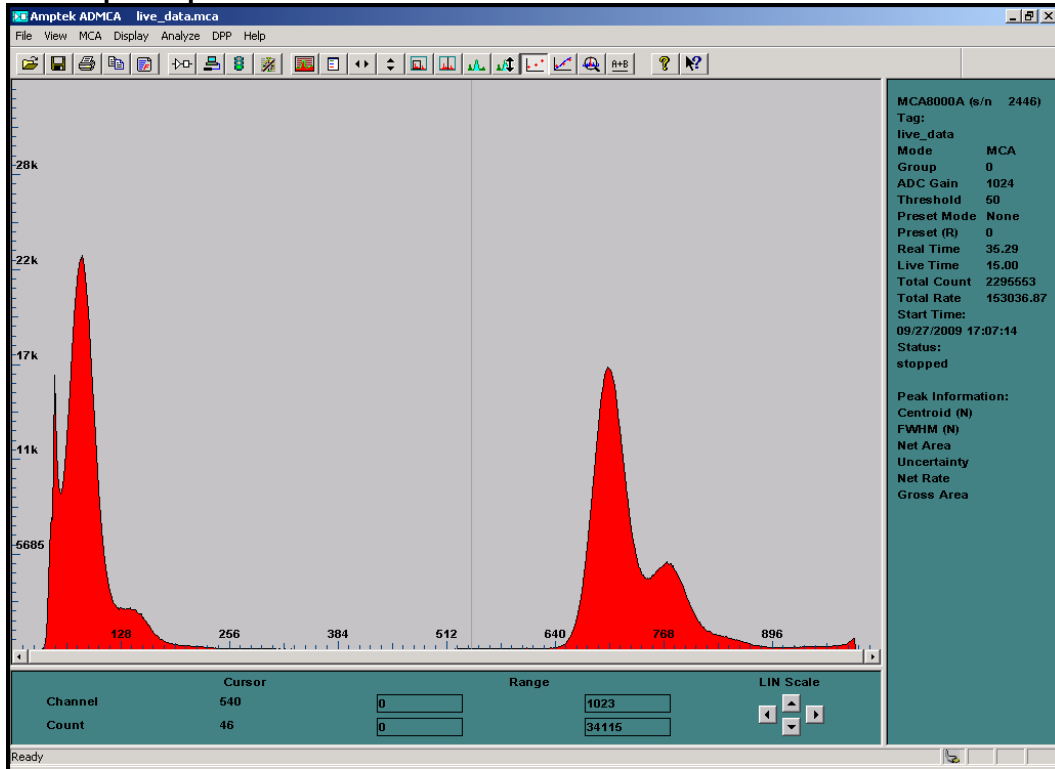 Amptek ADMCA    live_data.mca
File View MCA Display Analyze DPP Help
A+B
28k
22k
17k
11k
5685
128 256 384 512 640 768 896
MCA8000A (s/n 2446)
Tag:
live_data
Mode MCA
Group 0
ADC Gain 1024
Threshold 50
Preset Mode None
Preset (R) 0
Real Time 35.29
Live Time 15.00
Total Count 2295553
Total Rate 153036.87
Start Time:
09/27/2009 17:07:14
Status:
stopped
Peak Information:
Centroid (N)
FWHM (N)
Net Area
Uncertainty
Net Rate
Gross Area
Cursor Range LIN Scale
Channel 540 0 1023
Count 46 0 34115
Ready